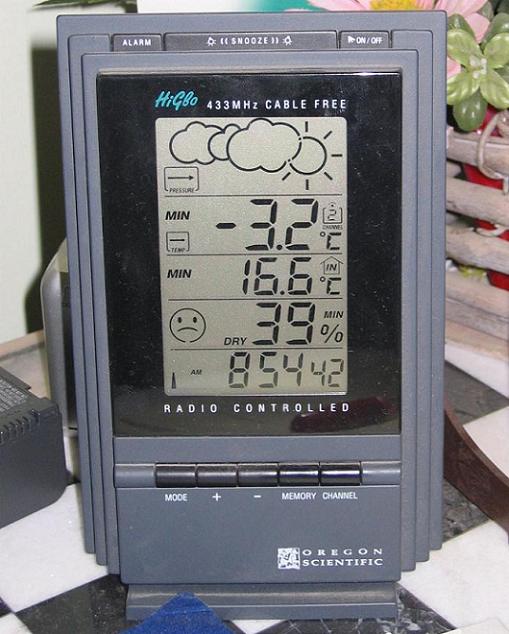 ALARM ((SNOOZE)) ON / OFF
HiGBo 433MHz CABLE FREE
PRESSURE
MIN -3.2 °C 2 CHANNEL
TEMP
MIN 16.6 °C IN
DRY 39 MIN %
AM 8 54 42
RADIO CONTROLLED
MODE + - MEMORY CHANNEL
OREGON
SCIENTIFIC